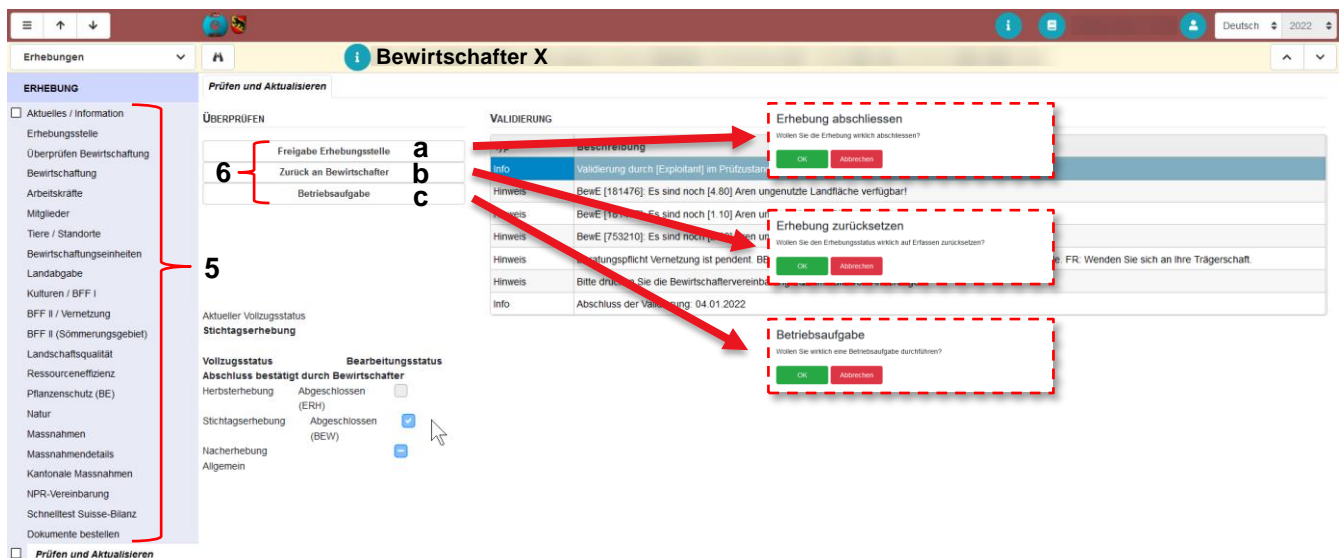 Deutsch 2022
Erhebungen
Bewirtschafter X
ERHEBUNG
Aktuelles / Information
Erhebungsstelle
Überprüfen Bewirtschaftung
Bewirtschaftung
Arbeitskräfte
Mitglieder
Tiere / Standorte
Bewirtschaftungseinheiten
Landabgabe
Kulturen / BFF I
BFF II / Vernetzung
BFF II (Sömmerungsgebiet)
Landschaftsqualität
Ressourceneffizienz
Pflanzenschutz (BE)
Natur
Massnahmen
Massnahmendetails
Kantonale Massnahmen
NPR-Vereinbarung
Schnelltest Suisse-Bilanz
Dokumente bestellen
Prüfen und Aktualisieren
5
Prüfen und Aktualisieren
ÜBERPRÜFEN
6
Freigabe Erhebungsstelle a
Zurück an Bewirtschafter b
Betriebsaufgabe c
Aktueller Vollzugsstatus
Stichtagserhebung
Vollzugsstatus Bearbeitungsstatus
Abschluss bestätigt durch Bewirtschafter
Herbsterhebung Abgeschlossen
(ERH)
Stichtagserhebung Abgeschlossen
(BEW)
Nacherhebung
Allgemein
VALIDIERUNG
Beschreibung
Info Validierung durch [Exploitant] im Prüfzustan
Hinweis BewE [181476]: Es sind noch [4.80] Aren ungenutzte Landfläche verfügbar!
Hinweis Es sind noch [1.10] Aren un
Hinweis BewE [753210]: Es sind noch Aren un
Hinweis Vernetzung ist pendent. FR: Wenden Sie sich an Ihre Trägerschaft.
Hinweis Bitte Sie die
Info Abschluss der Validierung: 04.01.2022
Erhebung abschliessen
Wollen Sie die Erhebung wirklich abschliessen?
OK Abbrechen
Erhebung zurücksetzen
Wollen Sie den Erhebungsstatus wirklich auf Erfassen zurücksetzen?
OK Abbrechen
Betriebsaufgabe
Wollen Sie wirklich eine Betriebsaufgabe durchführen?
OK Abbrechen